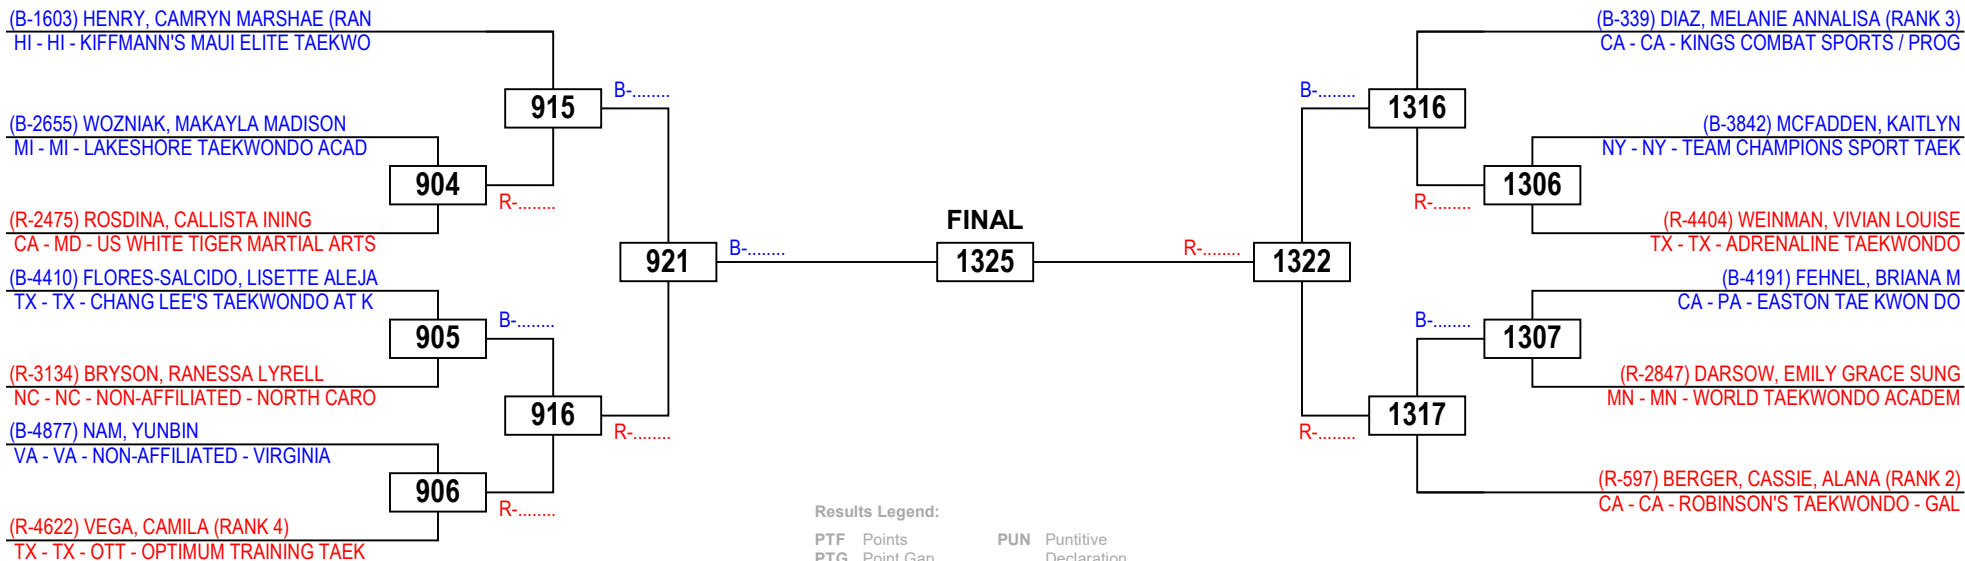 (B-1603) HENRY, CAMRYN MARSHAE (RAN
HI - HI - KIFFMANN'S MAUI ELITE TAEKWO
915
B-........
(B-2655) WOZNIAK, MAKAYLA MADISON
MI - MI - LAKESHORE TAEKWONDO ACAD
904
R-........
(R-2475) ROSDINA, CALLISTA INING
CA - MD - US WHITE TIGER MARTIAL ARTS
921
B-........
(B-4410) FLORES-SALCIDO, LISETTE ALEJA
TX - TX - CHANG LEE'S TAEKWONDO AT K
905
B-........
(R-3134) BRYSON, RANESSA LYRELL
NC - NC - NON-AFFILIATED - NORTH CARO
916
R-........
(B-4877) NAM, YUNBIN
VA - VA - NON-AFFILIATED - VIRGINIA
906
R-........
(R-4622) VEGA, CAMILA (RANK 4)
TX - TX - OTT - OPTIMUM TRAINING TAEK
FINAL
1325
(B-339) DIAZ, MELANIE ANNALISA (RANK 3)
CA - CA - KINGS COMBAT SPORTS / PROG
B-........
1316
(B-3842) MCFADDEN, KAITLYN
NY - NY - TEAM CHAMPIONS SPORT TAEK
1306
R-........
(R-4404) WEINMAN, VIVIAN LOUISE
TX - TX - ADRENALINE TAEKWONDO
R-........
1322
(B-4191) FEHNEL, BRIANA M
CA - PA - EASTON TAE KWON DO
B-........
1307
(R-2847) DARSOW, EMILY GRACE SUNG
MN - MN - WORLD TAEKWONDO ACADEM
1317
R-........
(R-597) BERGER, CASSIE, ALANA (RANK 2)
CA - CA - ROBINSON'S TAEKWONDO - GAL
Results Legend:
PTF Points PUN Puntitive
PTG Point Gap Declaration